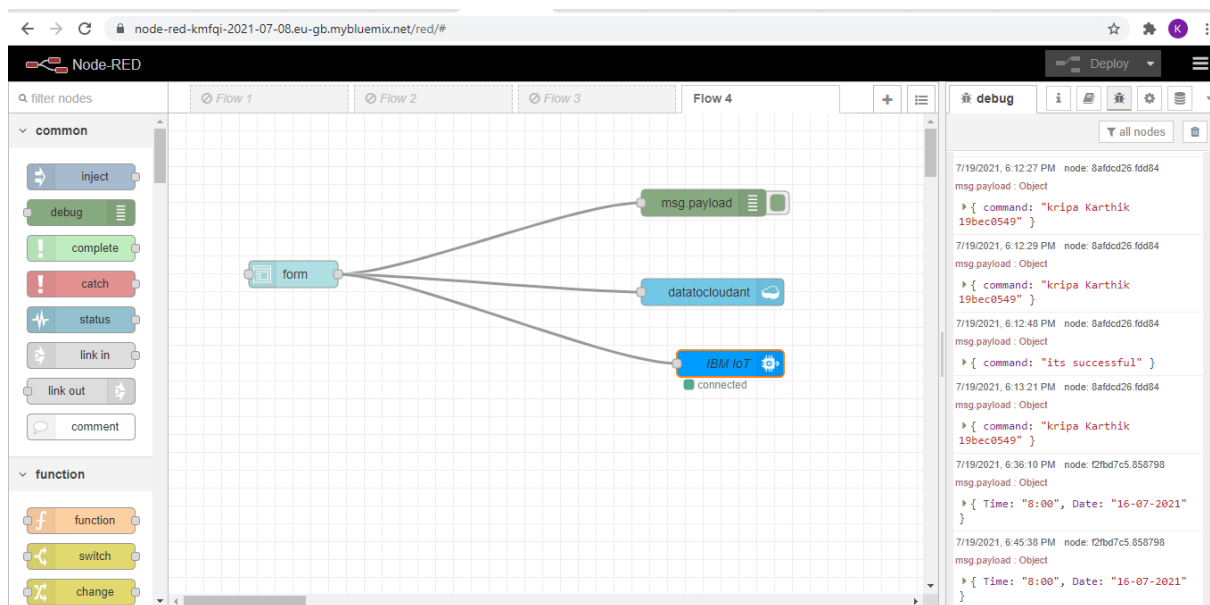 node-red-kmfqi-2021-07-08.eu-gb.mybluemix.net/red/#
K
Node-RED
Deploy
filter nodes
Flow 1
Flow 2
Flow 3
Flow 4
debug
i
all nodes
common
inject
debug
complete
catch
status
link in
link out
comment
function
function
switch
change
form
msg.payload
datatocloudant
IBM IoT
connected
7/19/2021, 6:12:27 PM node: 8afdcd26.fdd84
msg.payload : Object
{ command: "kripa Karthik
19bec0549" }
7/19/2021, 6:12:29 PM node: 8afdcd26.fdd84
msg.payload : Object
{ command: "kripa Karthik
19bec0549" }
7/19/2021, 6:12:48 PM node: 8afdcd26.fdd84
msg.payload : Object
{ command: "its successful" }
7/19/2021, 6:13:21 PM node: 8afdcd26.fdd84
msg.payload : Object
{ command: "kripa Karthik
19bec0549" }
7/19/2021, 6:36:10 PM node: f2fbd7c5.858798
msg.payload : Object
{ Time: "8:00", Date: "16-07-2021"
}
7/19/2021, 6:45:38 PM node: f2fbd7c5.858798
msg.payload : Object
{ Time: "8:00", Date: "16-07-2021"
}